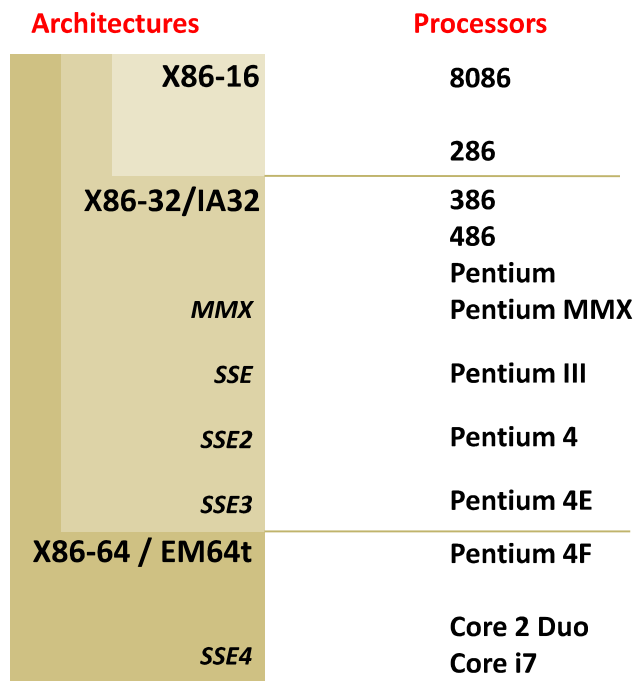 Architectures Processors
X86-16 8086
286
X86-32/IA32 386
486
Pentium
MMX Pentium MMX
SSE Pentium III
SSE2 Pentium 4
SSE3 Pentium 4E
X86-64 / EM64t Pentium 4F
Core 2 Duo
SSE4 Core i7